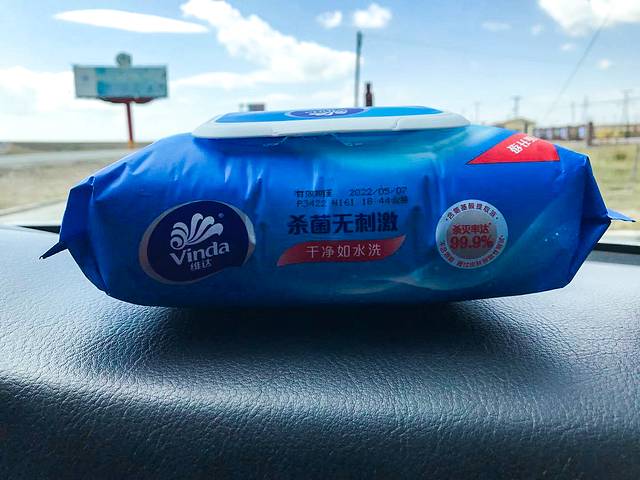 有效期至 2022/05/07
P3422 N161 18:44
杀菌无刺激
干净如水洗
Vinda
维达
杀灭率达
99.9%